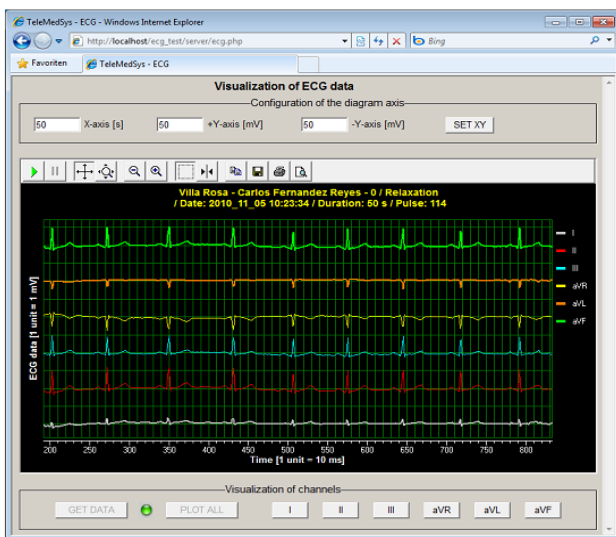 TeleMedSys - ECG - Windows Internet Explorer
http://localhost/ecg_test/server/ecg.php
Bing
Favoriten
TeleMedSys - ECG
Visualization of ECG data
Configuration of the diagram axis
50 X-axis [s] 50 +Y-axis [mV] 50 -Y-axis [mV] SET XY
Villa Rosa - Carlos Fernandez Reyes - 0 / Relaxation
/ Date: 2010_11_05 10:23:34 / Duration: 50 s / Pulse: 114
I
II
III
aVR
aVL
aVF
ECG data [1 unit = 1 mV]
200 250 300 350 400 450 500 550 600 650 700 750 800
Time [1 unit = 10 ms]
Visualization of channels
GET DATA PLOT ALL I II III aVR aVL aVF